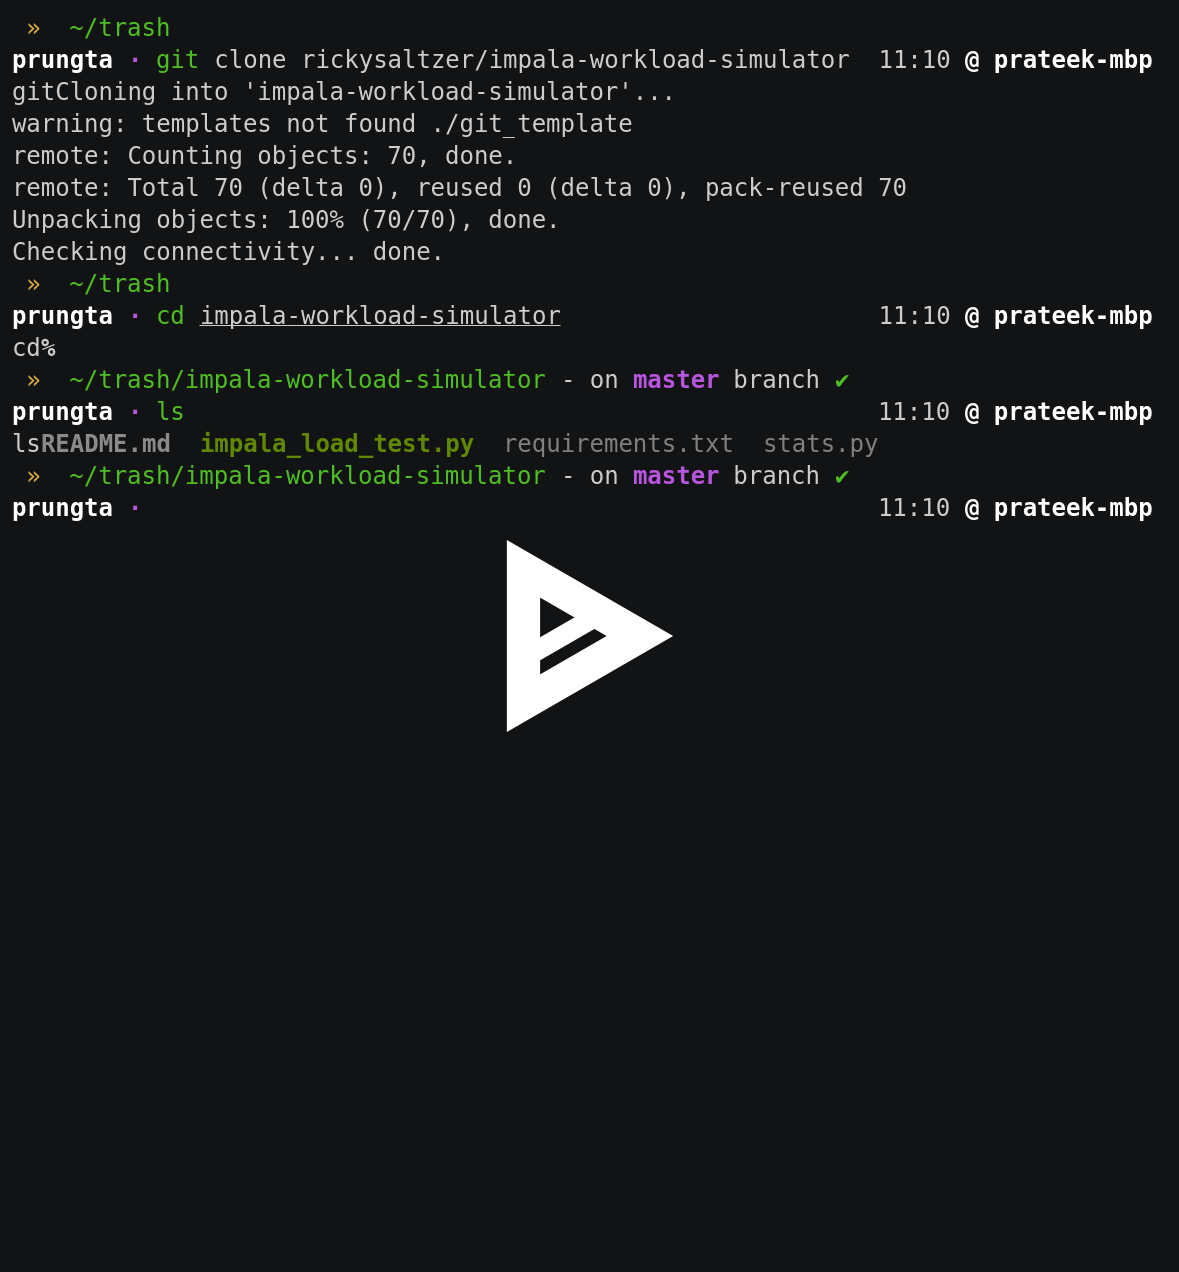 »  ~/trash
prungta · git clone rickysaltzer/impala-workload-simulator  11:10 @ prateek-mbp
gitCloning into 'impala-workload-simulator'...
warning: templates not found ./git_template
remote: Counting objects: 70, done.
remote: Total 70 (delta 0), reused 0 (delta 0), pack-reused 70
Unpacking objects: 100% (70/70), done.
Checking connectivity... done.
»  ~/trash
prungta · cd impala-workload-simulator  11:10 @ prateek-mbp
cd%
»  ~/trash/impala-workload-simulator - on master branch ✔
prungta · ls  11:10 @ prateek-mbp
lsREADME.md  impala_load_test.py  requirements.txt  stats.py
»  ~/trash/impala-workload-simulator - on master branch ✔
prungta ·  11:10 @ prateek-mbp